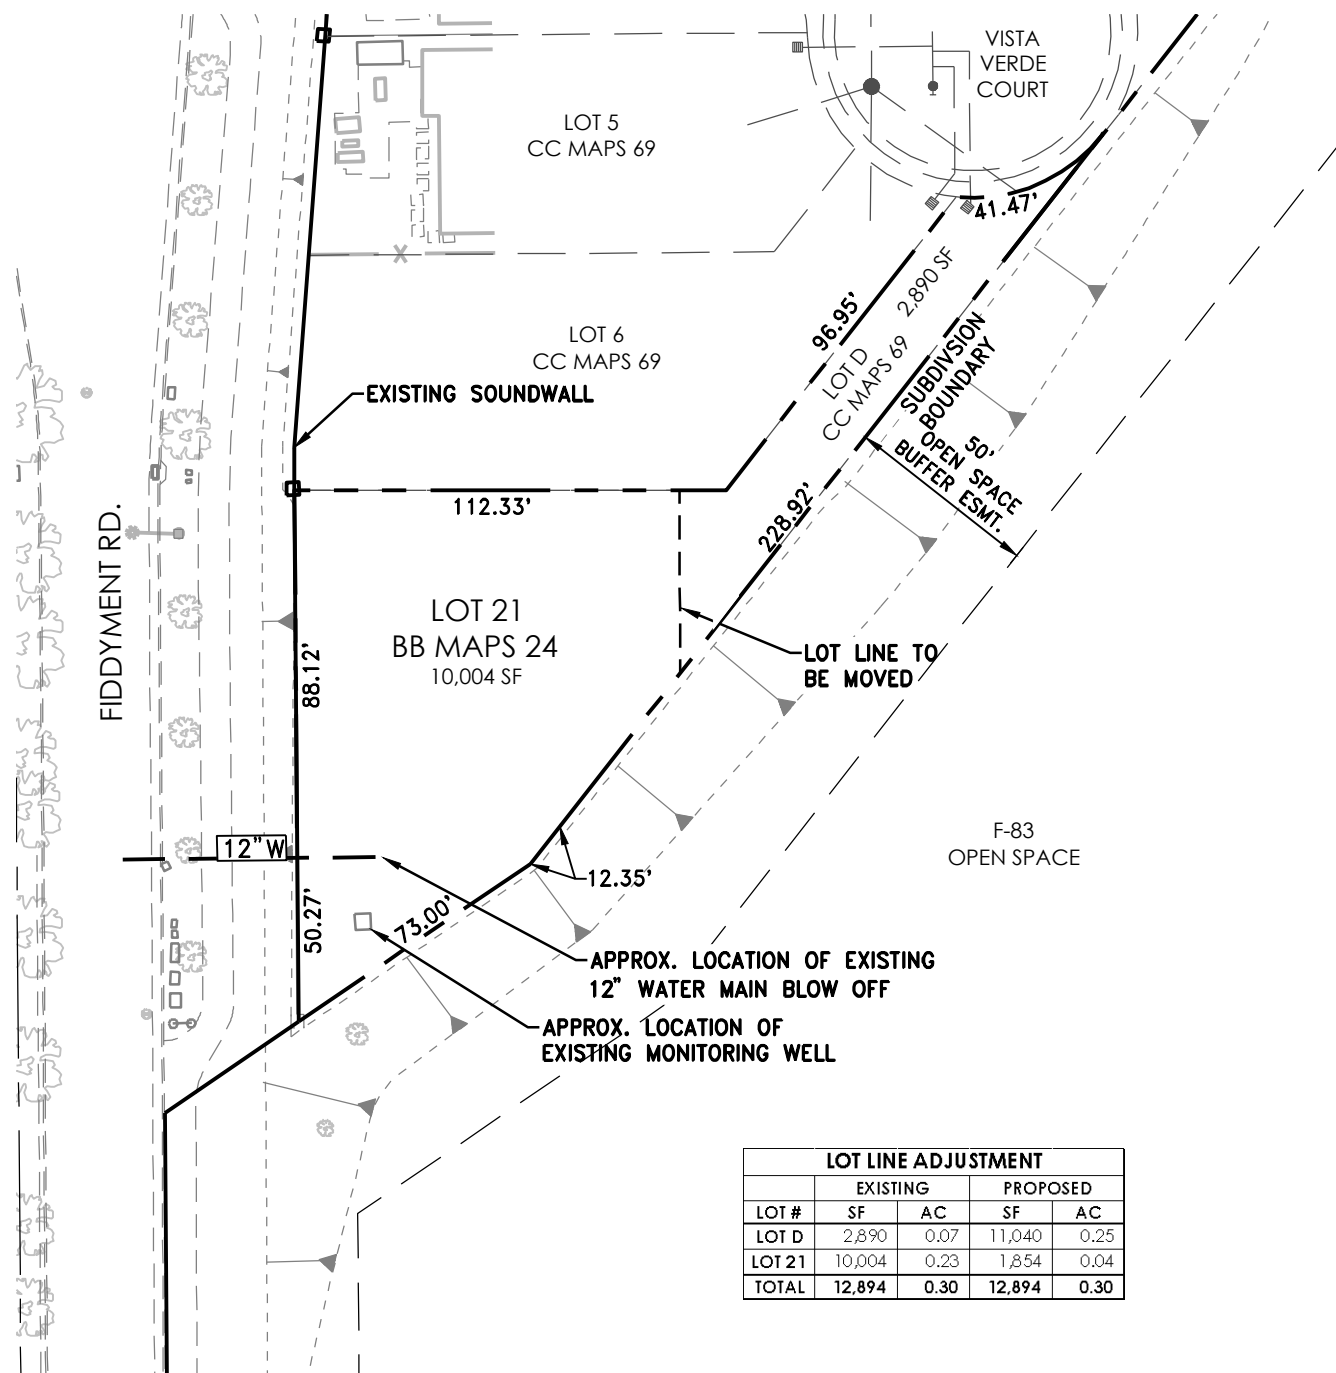 VISTA
VERDE
COURT
LOT 5
CC MAPS 69
41.47'
2,890 SF
96.95'
LOT 6
CC MAPS 69
LOT D
CC MAPS 69
SUBDIVSION
BOUNDARY
EXISTING SOUNDWALL
50'
OPEN SPACE
BUFFER ESMT.
112.33'
228.92'
FIDDYMENT RD.
LOT 21
BB MAPS 24
10,004 SF
88.12'
LOT LINE TO
BE MOVED
12" W
F-83
OPEN SPACE
12.35'
50.27'
73.00'
APPROX. LOCATION OF EXISTING
12" WATER MAIN BLOW OFF
APPROX. LOCATION OF
EXISTING MONITORING WELL
LOT LINE ADJUSTMENT
EXISTING PROPOSED
LOT # SF AC SF AC
LOT D 2,890 0.07 11,040 0.25
LOT 21 10,004 0.23 1,854 0.04
TOTAL 12,894 0.30 12,894 0.30